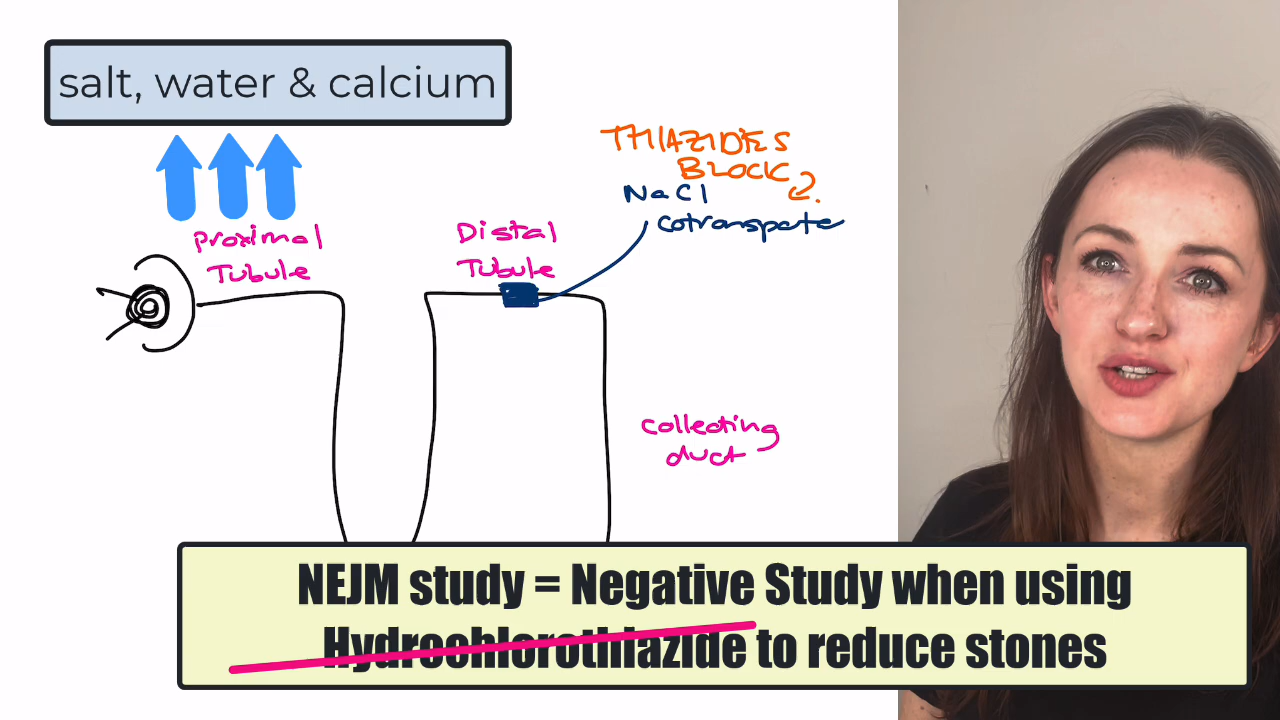 salt, water & calcium
THIAZIDES
BLOCK
NaCl
cotransporte
Proximal
Tubule
Distal
Tubule
collecting
duct
NEJM study = Negative Study when using
Hydrochlorothiazide to reduce stones